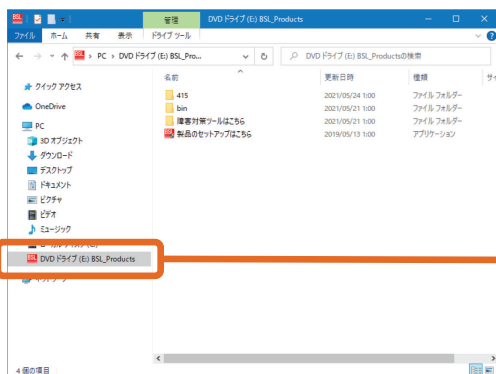 管理 DVD ドライブ (E:) BSL_Products
ファイル ホーム 共有 表示 ドライブ ツール
PC › DVD ドライブ (E:) BSL_Pro... DVD ドライブ (E:) BSL_Productsの検索
名前 更新日時 種類
クイック アクセス
415 2021/05/24 1:00 ファイル フォルダー
OneDrive
bin 2021/05/21 1:00 ファイル フォルダー
障害対策ツールはこちら 2021/05/21 1:00 ファイル フォルダー
PC
製品のセットアップはこちら 2019/05/13 1:00 アプリケーション
3D オブジェクト
ダウンロード
デスクトップ
ドキュメント
ピクチャ
ビデオ
ミュージック
DVD ドライブ (E:) BSL_Products
4 個の項目